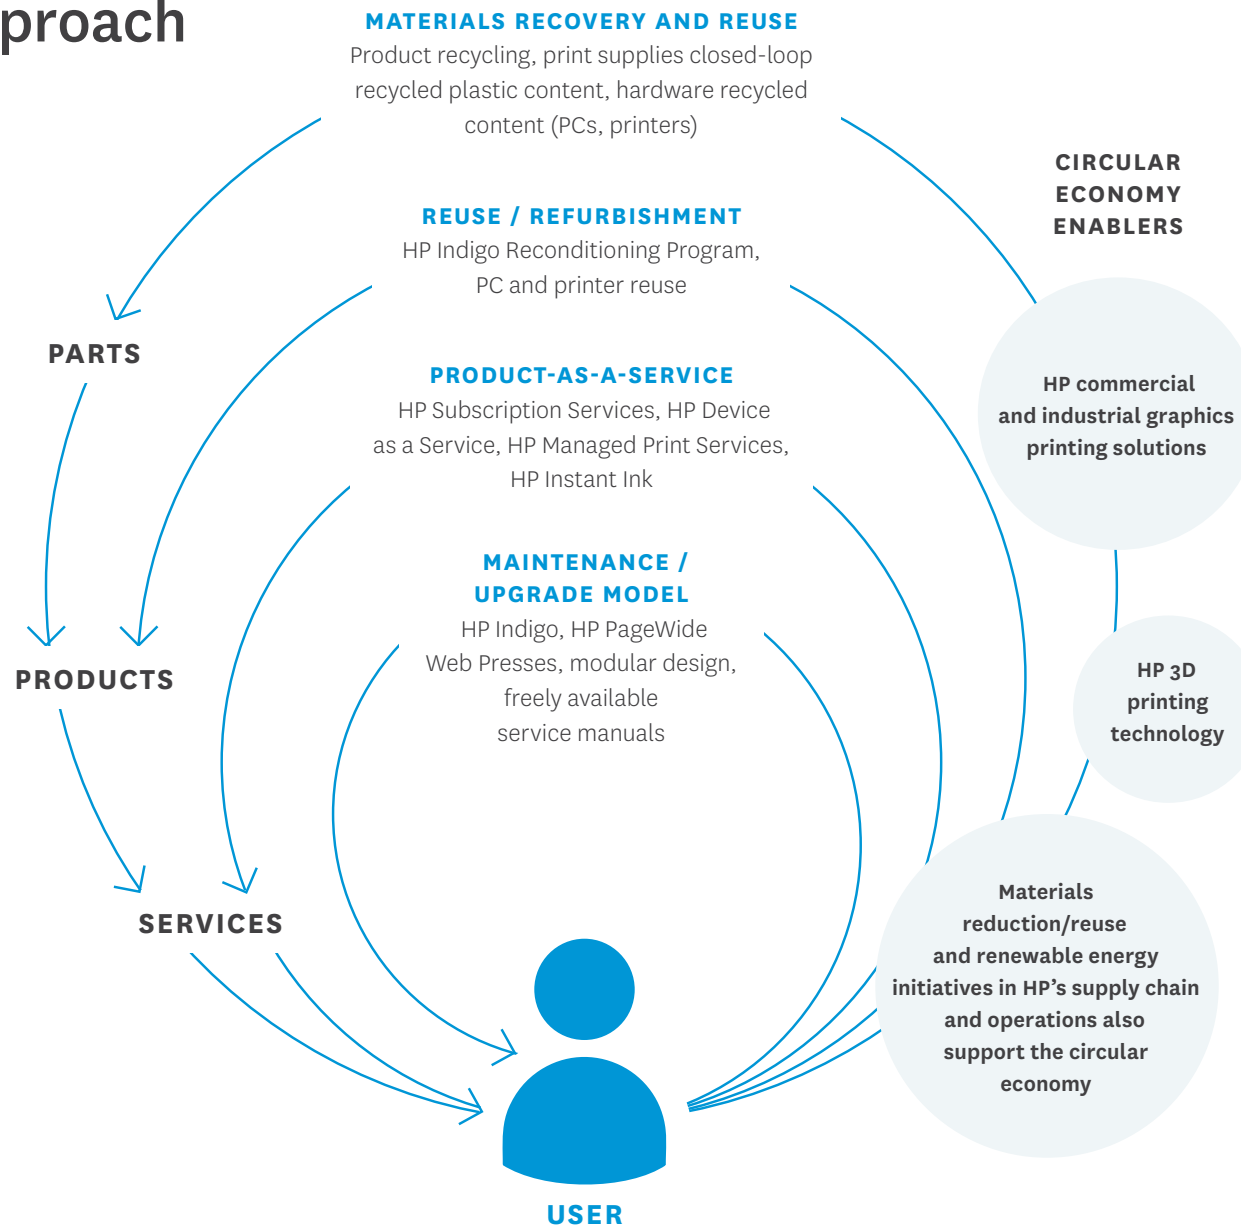 proach
MATERIALS RECOVERY AND REUSE
Product recycling, print supplies closed-loop
recycled plastic content, hardware recycled
content (PCs, printers)
CIRCULAR
ECONOMY
ENABLERS
REUSE / REFURBISHMENT
HP Indigo Reconditioning Program,
PC and printer reuse
PARTS
PRODUCT-AS-A-SERVICE
HP Subscription Services, HP Device
as a Service, HP Managed Print Services,
HP Instant Ink
HP commercial
and industrial graphics
printing solutions
MAINTENANCE /
UPGRADE MODEL
HP Indigo, HP PageWide
Web Presses, modular design,
freely available
service manuals
PRODUCTS
HP 3D
printing
technology
SERVICES
Materials
reduction/reuse
and renewable energy
initiatives in HP's supply chain
and operations also
support the circular
economy
USER